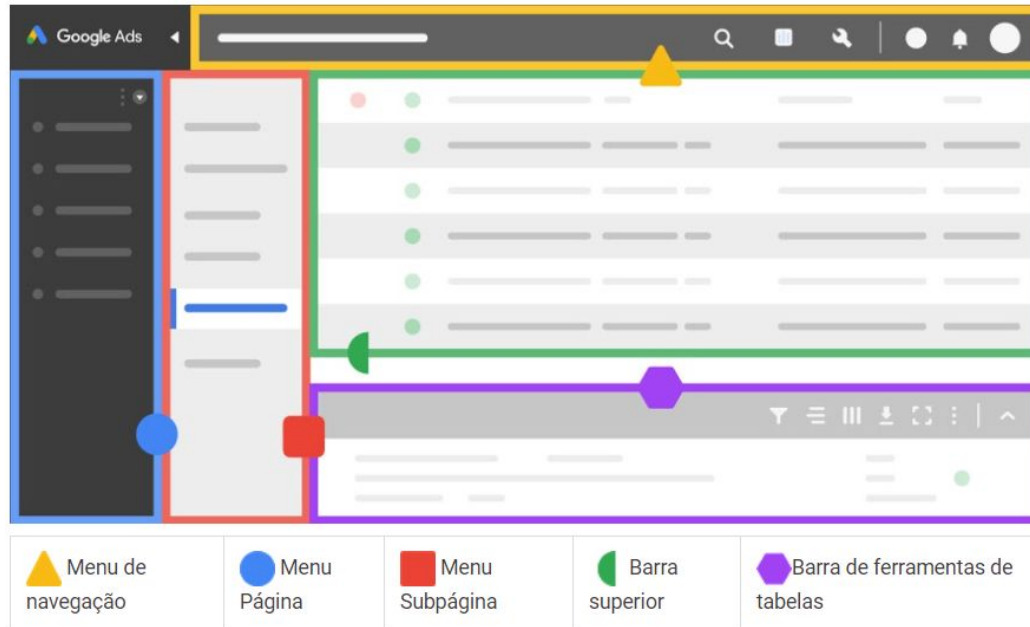 Google Ads
Menu de
navegação
Menu
Página
Menu
Subpágina
Barra
superior
Barra de ferramentas de
tabelas